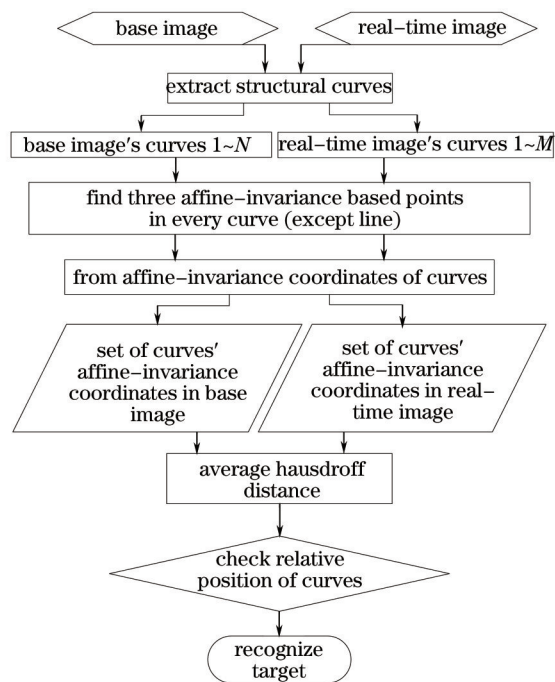 base image
real−time image
extract structural curves
base image's curves 1~N
real−time image's curves 1~M
find three affine−invariance based points
in every curve (except line)
from affine−invariance coordinates of curves
set of curves'
affine−invariance
coordinates in base
image
set of curves'
affine−invariance
coordinates in real−
time image
average hausdroff
distance
check relative
position of curves
recognize
target